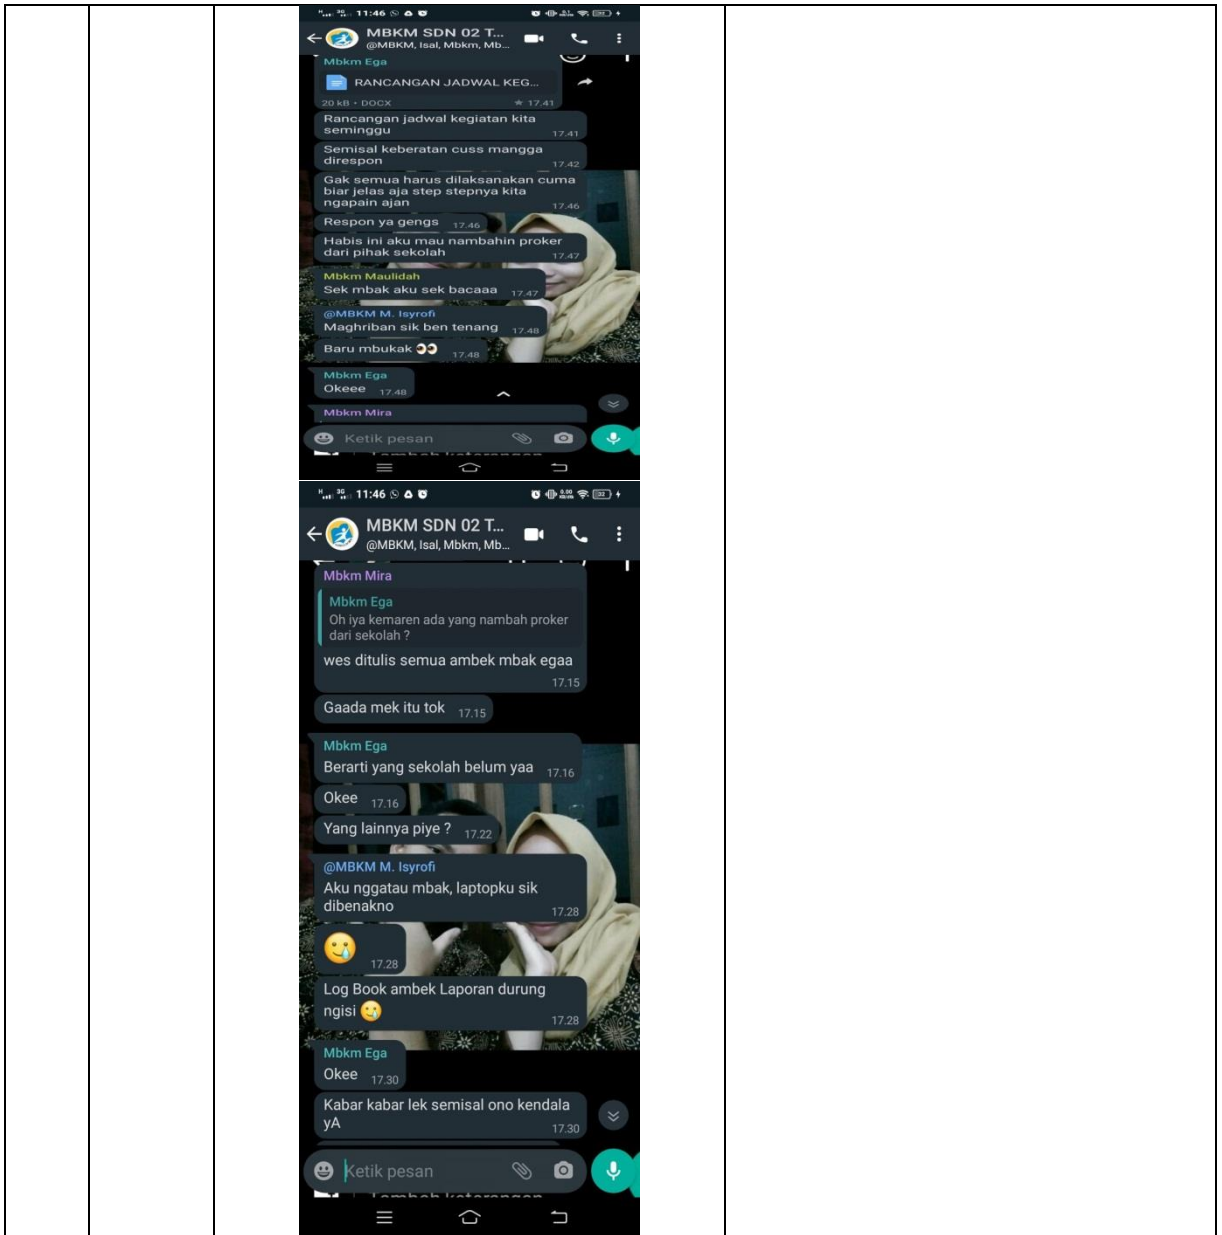 11:46
MBKM SDN 02 T...
@MBKM, Isal, Mbkm, Mb...
Mbkm Ega
RANCANGAN JADWAL KEG...
20 kB • DOCX 17.41
Rancangan jadwal kegiatan kita
seminggu 17.41
Semisal keberatan cuss mangga
direspon 17.42
Gak semua harus dilaksanakan cuma
biar jelas aja step stepnya kita
ngapain ajan 17.46
Respon ya gengs 17.46
Habis ini aku mau nambahin proker
dari pihak sekolah 17.47
Mbkm Maulidah
Sek mbak aku sek bacaaa 17.47
@MBKM M. Isyrofi
Maghriban sik ben tenang 17.48
Baru mbukak 👀 17.48
Mbkm Ega
Okeee 17.48
Mbkm Mira
Ketik pesan
11:46
MBKM SDN 02 T...
@MBKM, Isal, Mbkm, Mb...
Mbkm Mira
Mbkm Ega
Oh iya kemaren ada yang nambah proker
dari sekolah ?
wes ditulis semua ambek mbak egaa
17.15
Gaada mek itu tok 17.15
Mbkm Ega
Berarti yang sekolah belum yaa 17.16
Okee 17.16
Yang lainnya piye ? 17.22
@MBKM M. Isyrofi
Aku nggatau mbak, laptopku sik
dibenakno 17.28
🥲 17.28
Log Book ambek Laporan durung
ngisi 🥲 17.28
Mbkm Ega
Okee 17.30
Kabar kabar lek semisal ono kendala
yA 17.30
Ketik pesan